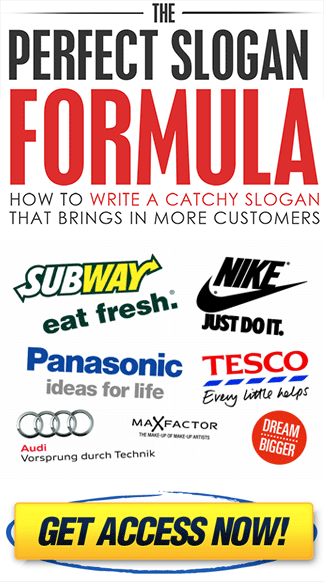 THE
PERFECT SLOGAN
FORMULA
HOW TO WRITE A CATCHY SLOGAN
THAT BRINGS IN MORE CUSTOMERS
SUBWAY
eat fresh.®
NIKE
JUST DO IT.
Panasonic
ideas for life
TESCO
Every little helps
Audi
Vorsprung durch Technik
MAXFACTOR
THE MAKE-UP OF MAKE-UP ARTISTS
DREAM
BIGGER
GET ACCESS NOW!